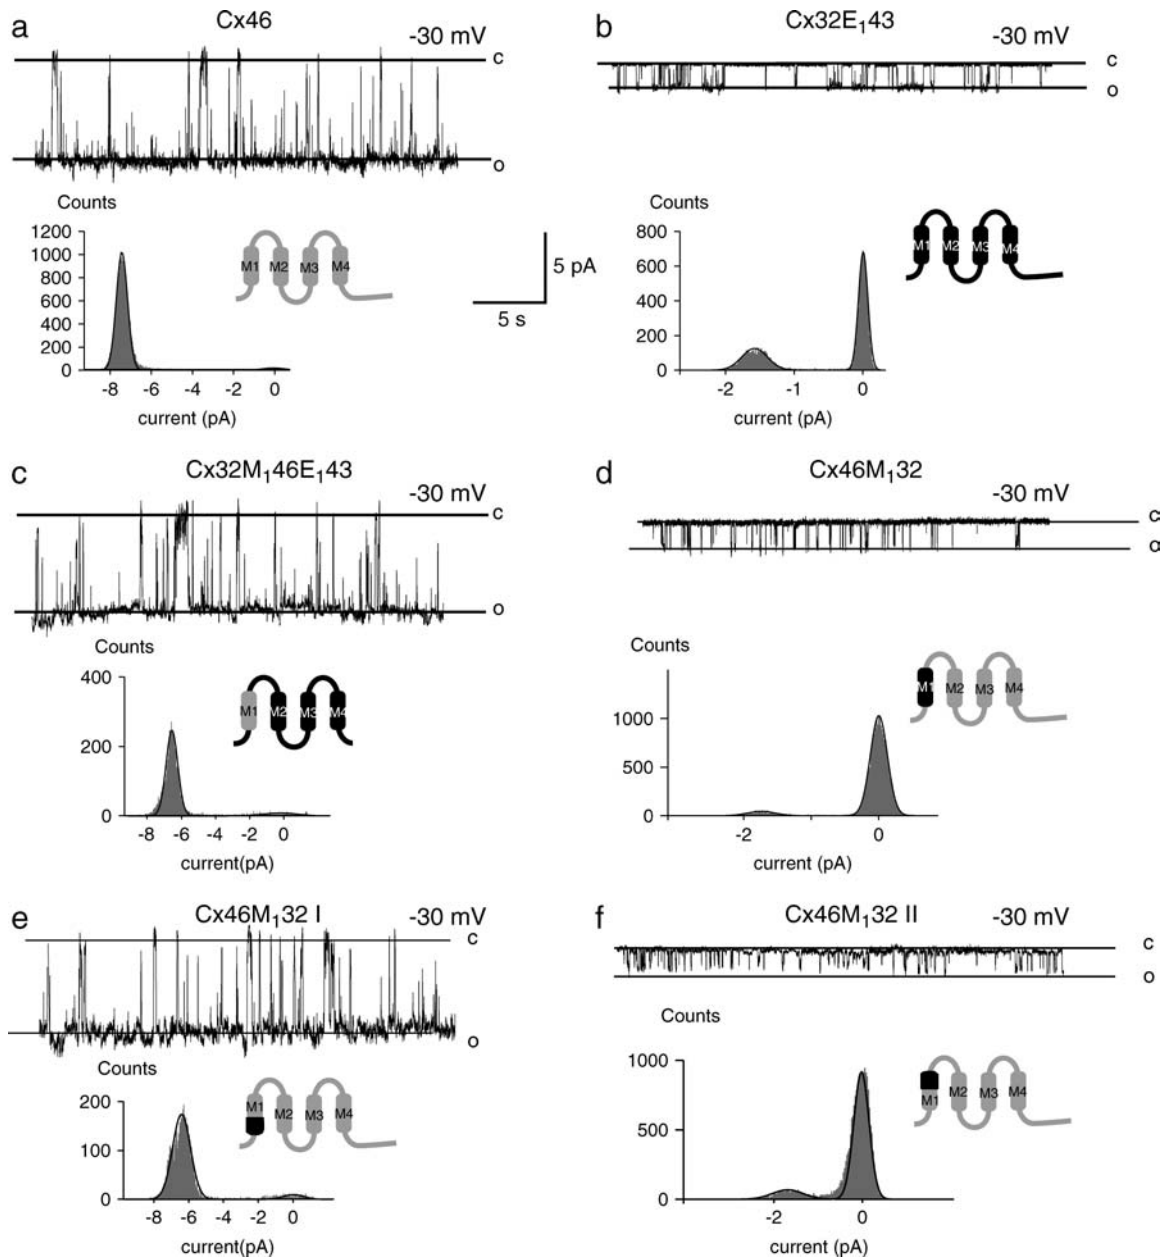 a
Cx46
-30 mV
c
o
Counts
1200
1000
800
600
400
200
0
-8 -6 -4 -2 0
current (pA)
M1 M2 M3 M4
5 pA
5 s
b
Cx32E₁43
-30 mV
c
o
Counts
800
600
400
200
0
-2 -1 0
current (pA)
M1 M2 M3 M4
c
Cx32M₁46E₁43
-30 mV
c
o
Counts
400
200
0
-8 -6 -4 -2 0
current(pA)
M1 M2 M3 M4
d
Cx46M₁32
-30 mV
c
o
Counts
1000
500
0
-2 0
current (pA)
M1 M2 M3 M4
e
Cx46M₁32 I
-30 mV
c
o
Counts
200
100
0
-8 -6 -4 -2 0
current(pA)
M1 M2 M3 M4
f
Cx46M₁32 II
-30 mV
c
o
Counts
1000
500
0
-2 0
current (pA)
M1 M2 M3 M4